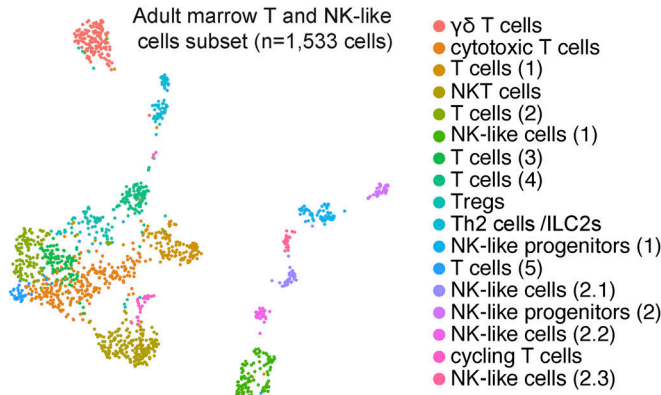 Adult marrow T and NK-like
cells subset (n=1,533 cells)
γδ T cells
cytotoxic T cells
T cells (1)
NKT cells
T cells (2)
NK-like cells (1)
T cells (3)
T cells (4)
Tregs
Th2 cells /ILC2s
NK-like progenitors (1)
T cells (5)
NK-like cells (2.1)
NK-like progenitors (2)
NK-like cells (2.2)
cycling T cells
NK-like cells (2.3)